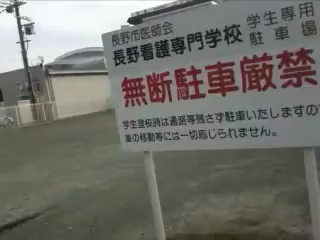 長野市医師会
長野看護専門学校
学生専用
駐車場
無断駐車厳禁
学生登校時は通路等残さず駐車いたしますの
車の移動等には一切応じられません。